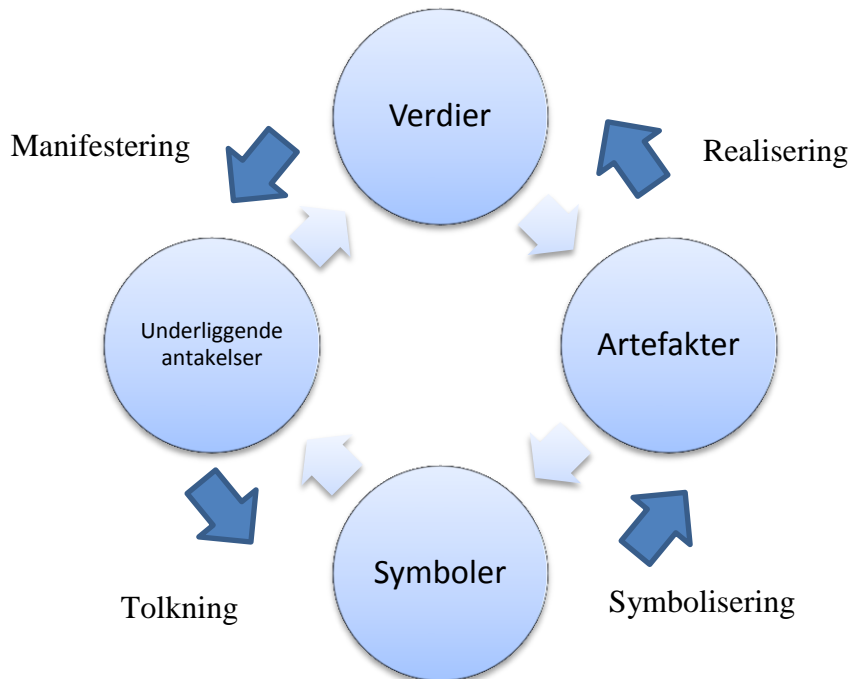 Verdier
Manifestering
Realisering
Underliggende
antakelser
Artefakter
Symboler
Tolkning
Symbolisering